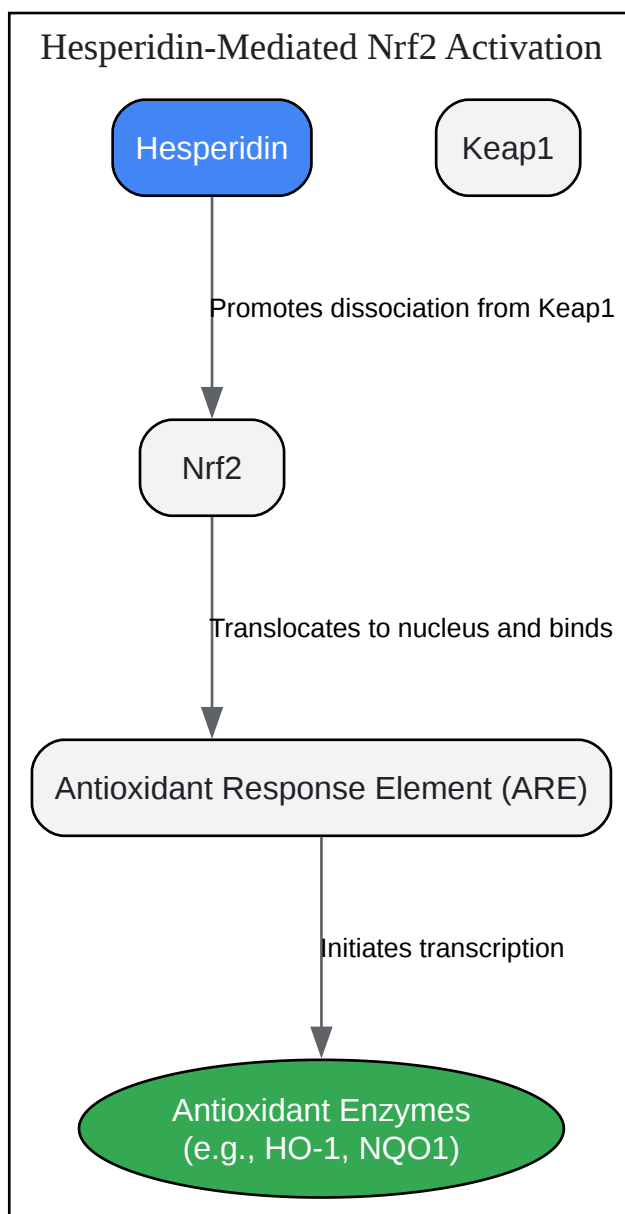 Hesperidin-Mediated Nrf2 Activation
Hesperidin
Keap1
Promotes dissociation from Keap1
Nrf2
Translocates to nucleus and binds
Antioxidant Response Element (ARE)
Initiates transcription
Antioxidant Enzymes
(e.g., HO-1, NQO1)